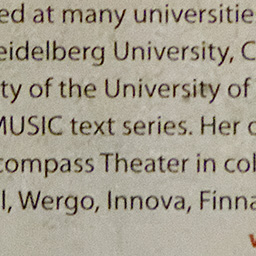 ed at many universitie
eidelberg University, C
ty of the University of
MUSIC text series. Her
compass Theater in col
l, Wergo, Innova, Finna